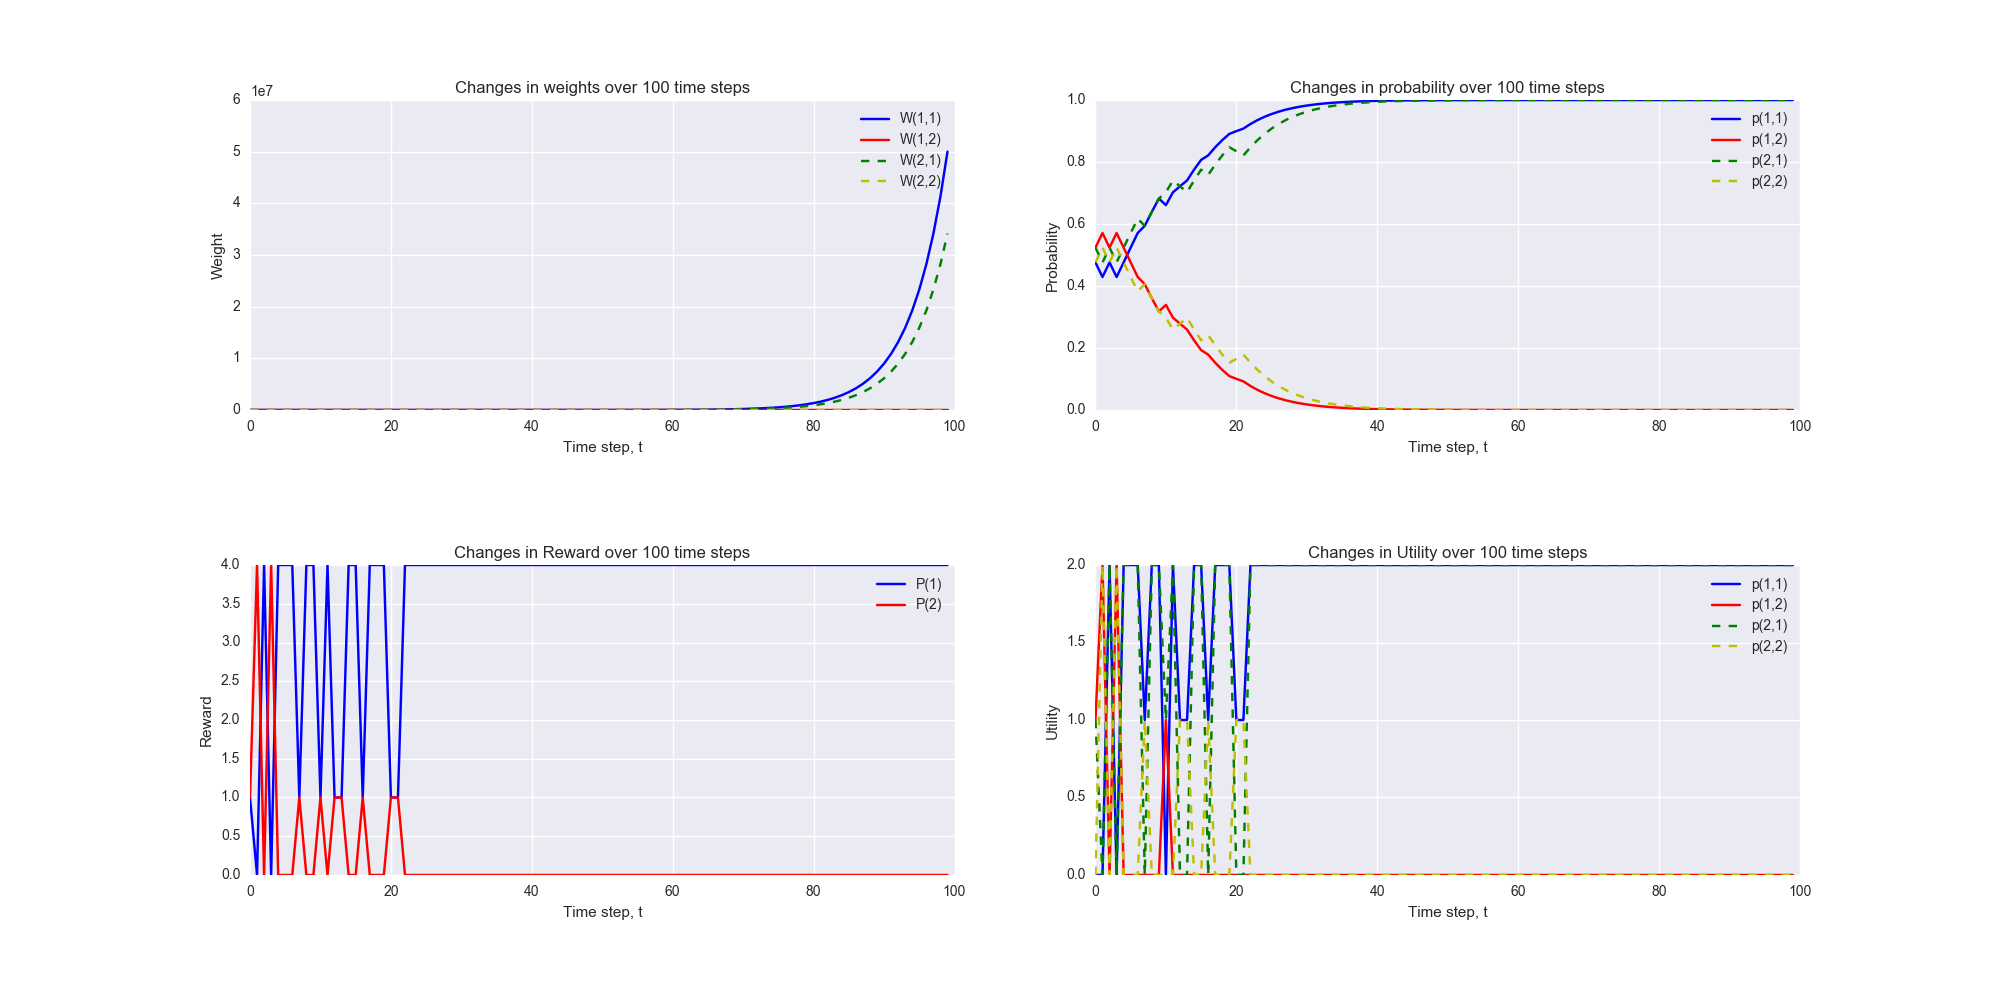 Changes in weights over 100 time steps
1e7
6
5
4
3
2
1
0
0 20 40 60 80 100
Weight
Time step, t
W(1,1)
W(1,2)
W(2,1)
W(2,2)
Changes in probability over 100 time steps
1.0
0.8
0.6
0.4
0.2
0.0
0 20 40 60 80 100
Probability
Time step, t
p(1,1)
p(1,2)
p(2,1)
p(2,2)
Changes in Reward over 100 time steps
4.0
3.5
3.0
2.5
2.0
1.5
1.0
0.5
0.0
0 20 40 60 80 100
Reward
Time step, t
P(1)
P(2)
Changes in Utility over 100 time steps
2.0
1.5
1.0
0.5
0.0
0 20 40 60 80 100
Utility
Time step, t
p(1,1)
p(1,2)
p(2,1)
p(2,2)